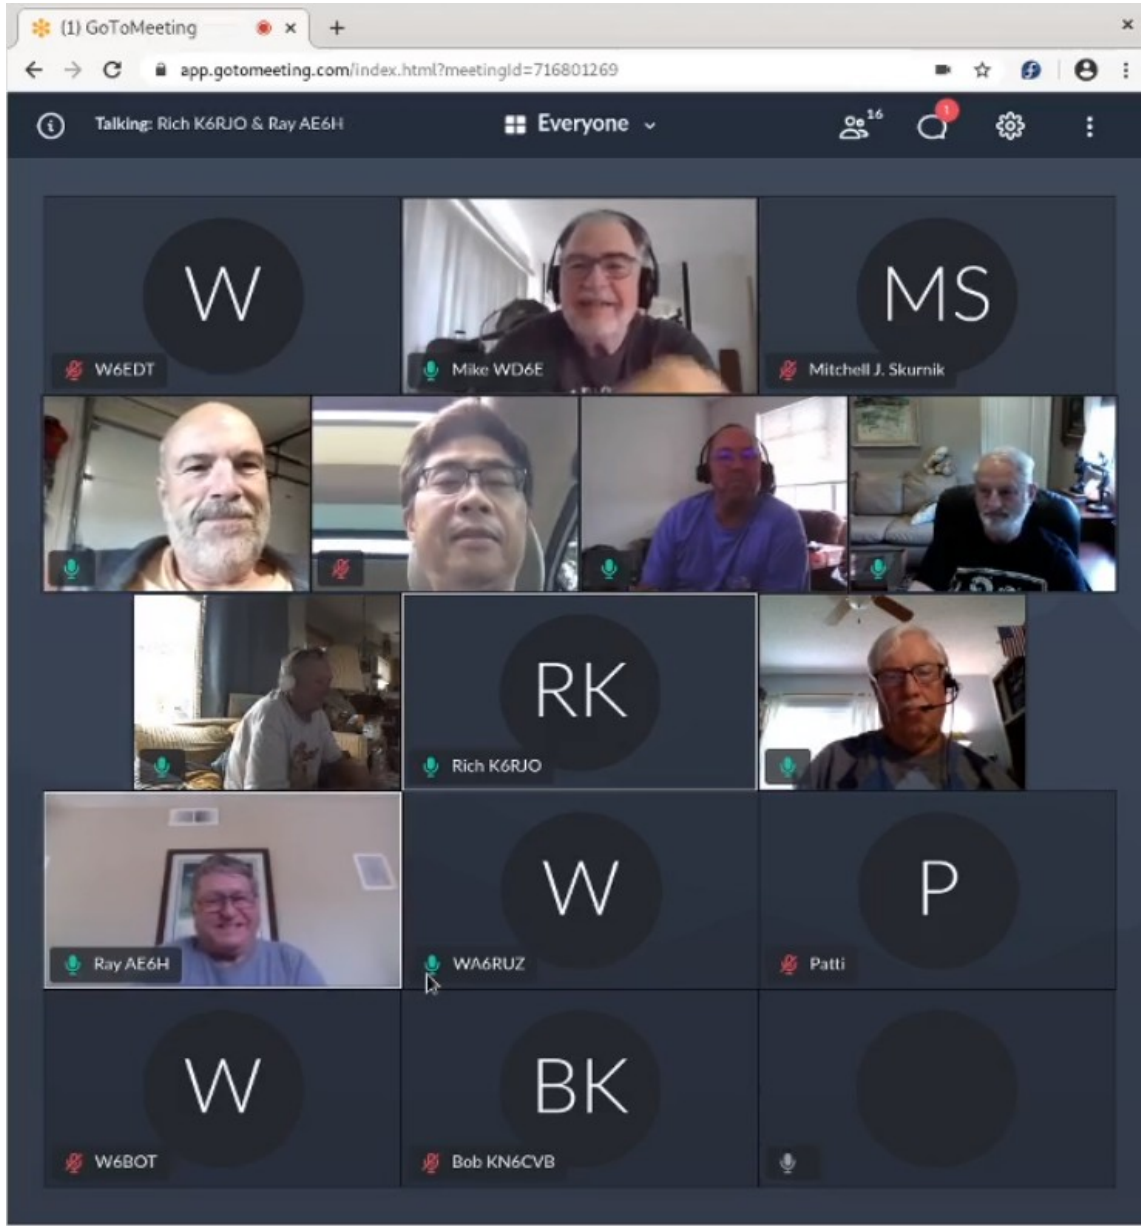 (1) GoToMeeting
app.gotomeeting.com/index.html?meetingId=716801269
Talking: Rich K6RJO & Ray AE6H
Everyone
16
1
W
W6EDT
Mike WD6E
MS
Mitchell J. Skurnik
RK
Rich K6RJO
Ray AE6H
W
WA6RUZ
P
Patti
W
W6BOT
BK
Bob KN6CVB